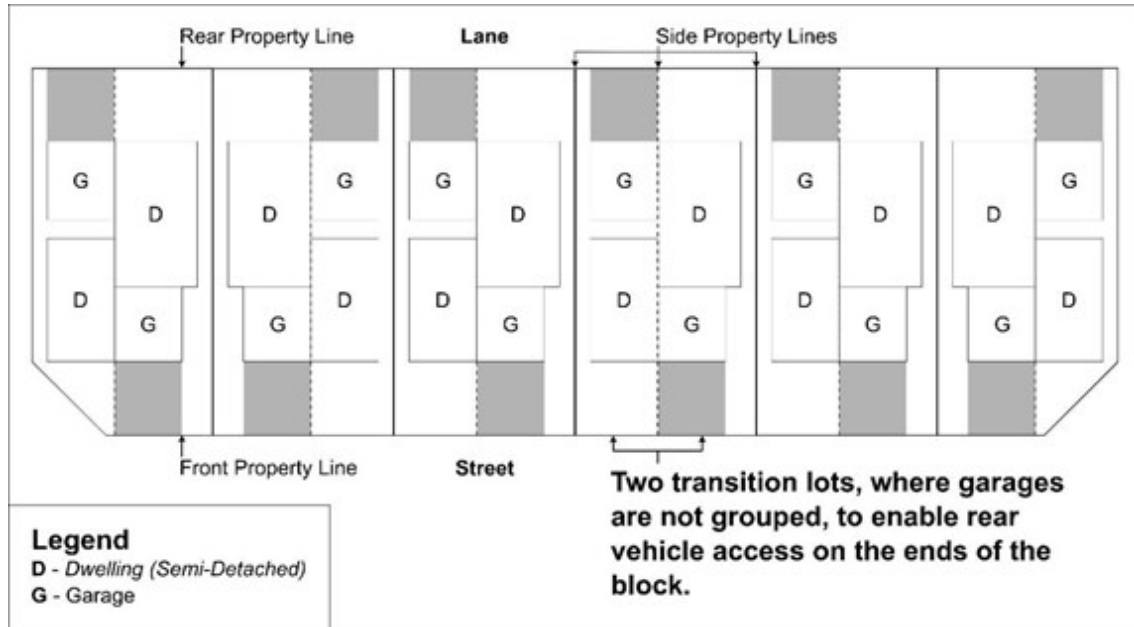 Rear Property Line
Lane
Side Property Lines
G
G
G
G
G
G
D
D
D
D
D
D
D
D
D
D
D
D
G
G
G
G
G
G
Front Property Line
Street
Two transition lots, where garages
are not grouped, to enable rear
vehicle access on the ends of the
block.
Legend
D - Dwelling (Semi-Detached)
G - Garage